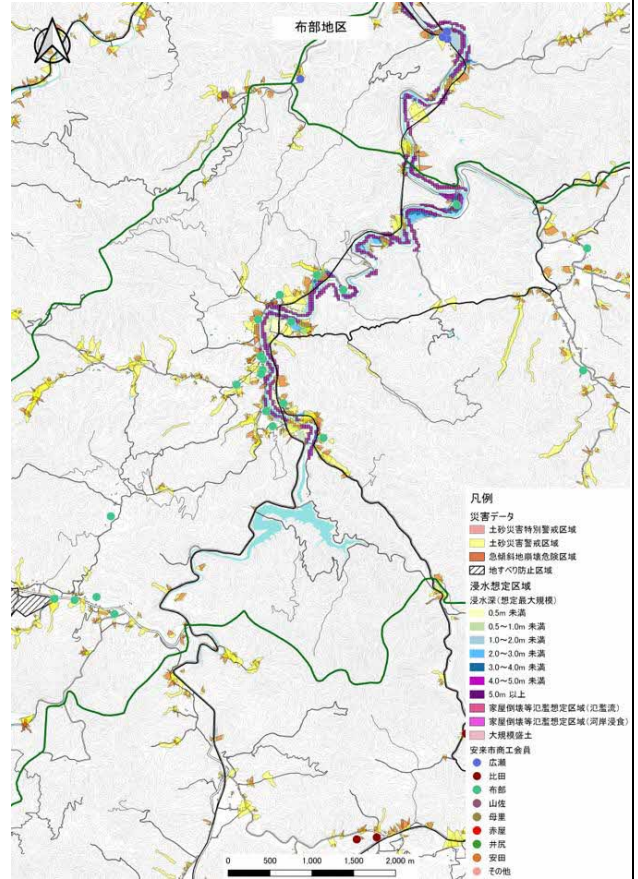 布部地区
凡例
災害データ
土砂災害特別警戒区域
土砂災害警戒区域
急傾斜地崩壊危険区域
地すべり防止区域
浸水想定区域
浸水深(想定最大規模)
0.5m 未満
0.5~1.0m 未満
1.0~2.0m 未満
2.0~3.0m 未満
3.0~4.0m 未満
4.0~5.0m 未満
5.0m 以上
家屋倒壊等氾濫想定区域(氾濫流)
家屋倒壊等氾濫想定区域(河岸浸食)
大規模盛土
安来市商工会員
広瀬
比田
布部
山佐
母里
赤屋
井尻
安田
その他
0 500 1,000 1,500 2,000 m